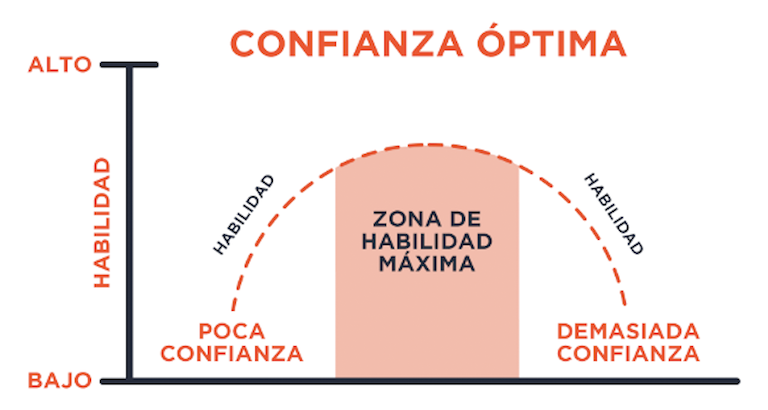 CONFIANZA ÓPTIMA
ALTO
HABILIDAD
HABILIDAD
ZONA DE
HABILIDAD
MÁXIMA
HABILIDAD
POCA
CONFIANZA
DEMASIADA
CONFIANZA
BAJO